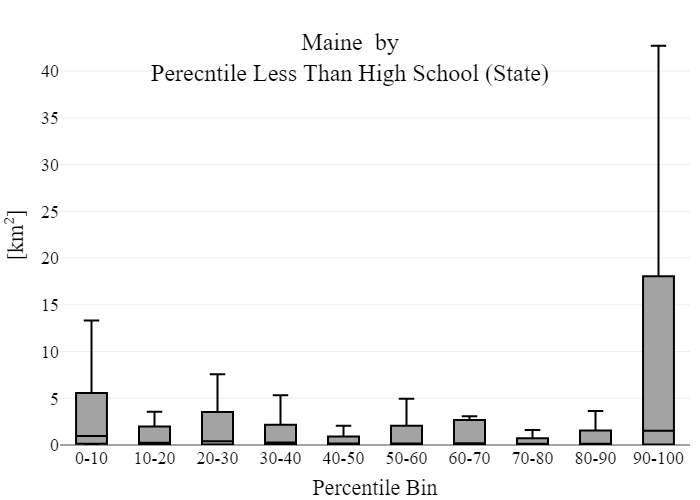 Maine by
Perecntile Less Than High School (State)
[km²]
40
35
30
25
20
15
10
5
0
0-10 10-20 20-30 30-40 40-50 50-60 60-70 70-80 80-90 90-100
Percentile Bin